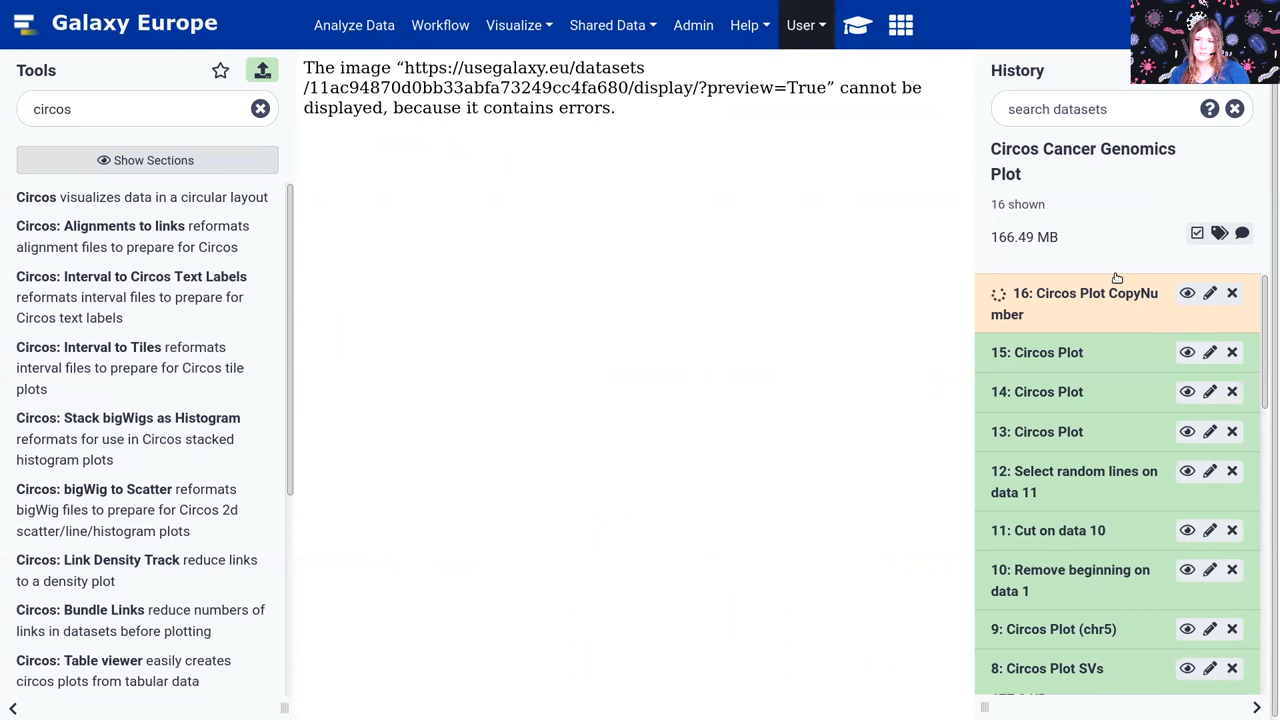 Galaxy Europe
Analyze Data Workflow Visualize Shared Data Admin Help User
Tools
circos
Show Sections
Circos visualizes data in a circular layout
Circos: Alignments to links reformats
alignment files to prepare for Circos
Circos: Interval to Circos Text Labels
reformats interval files to prepare for
Circos text labels
Circos: Interval to Tiles reformats
interval files to prepare for Circos tile
plots
Circos: Stack bigWigs as Histogram
reformats for use in Circos stacked
histogram plots
Circos: bigWig to Scatter reformats
bigWig files to prepare for Circos 2d
scatter/line/histogram plots
Circos: Link Density Track reduce links
to a density plot
Circos: Bundle Links reduce numbers of
links in datasets before plotting
Circos: Table viewer easily creates
circos plots from tabular data
The image “https://usegalaxy.eu/datasets
/11ac94870d0bb33abfa73249cc4fa680/display/?preview=True” cannot be
displayed, because it contains errors.
History
search datasets
Circos Cancer Genomics
Plot
16 shown
166.49 MB
16: Circos Plot CopyNu
mber
15: Circos Plot
14: Circos Plot
13: Circos Plot
12: Select random lines on
data 11
11: Cut on data 10
10: Remove beginning on
data 1
9: Circos Plot (chr5)
8: Circos Plot SVs